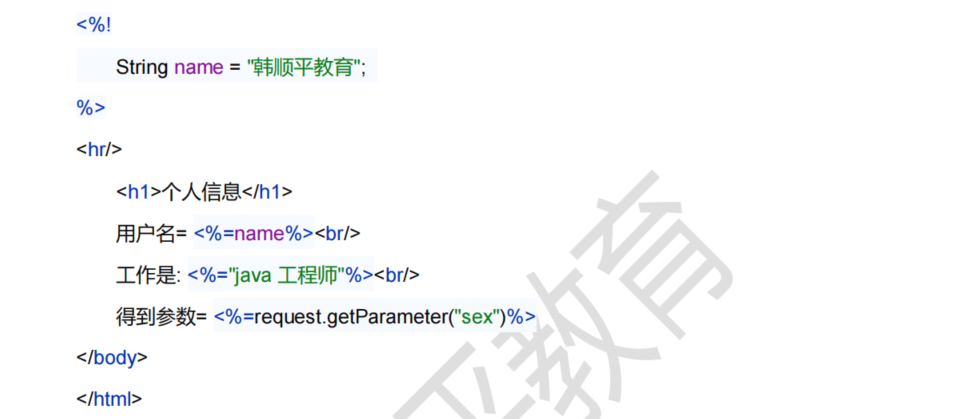 <%!
String name = "韩顺平教育";
%>
<hr/>
<h1>个人信息</h1>
用户名= <%=name%><br/>
工作是: <%="java 工程师"%><br/>
得到参数= <%=request.getParameter("sex")%>
</body>
</html>
平教育